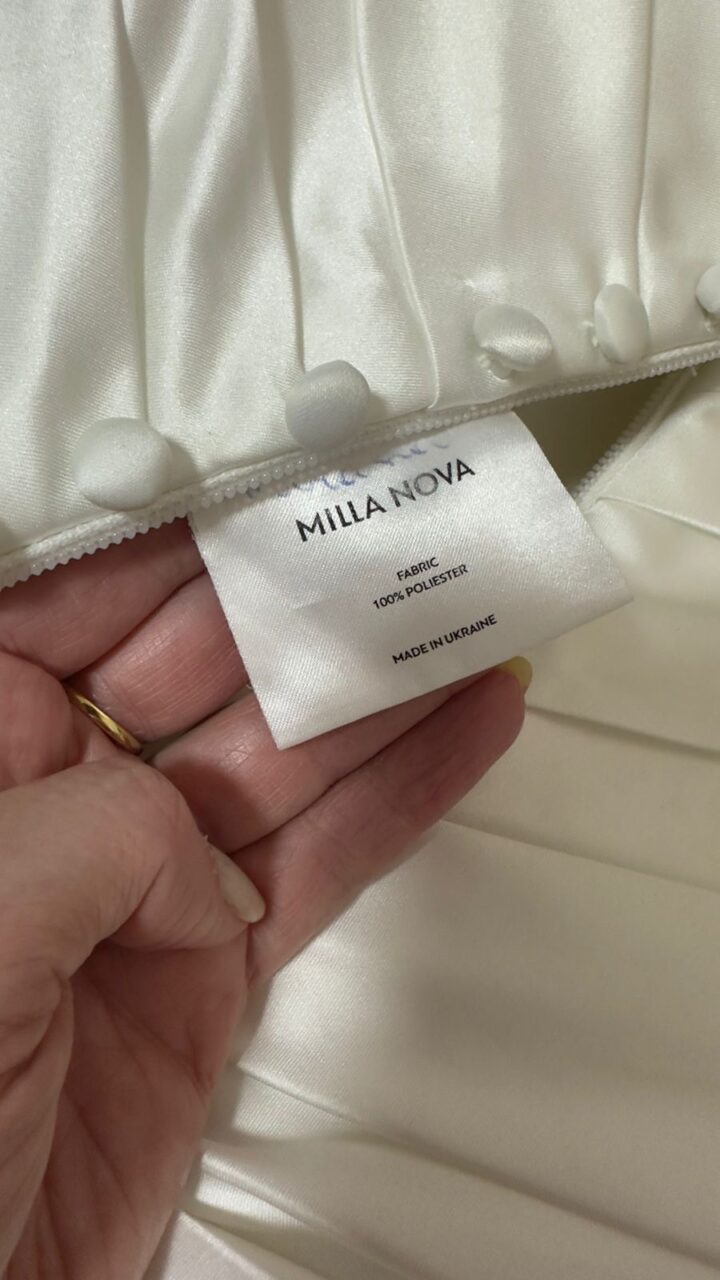 MILLA NOVA
FABRIC
100% POLIESTER
MADE IN UKRAINE